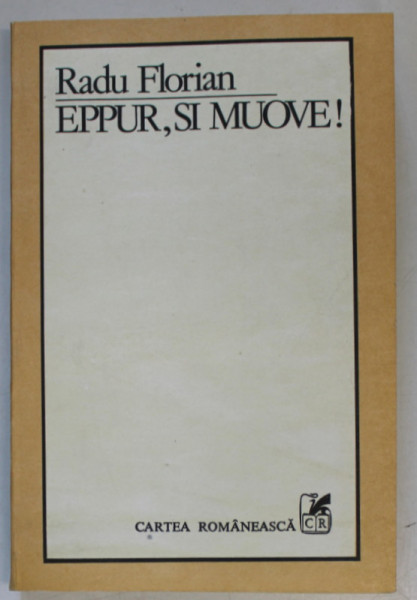 Radu Florian
EPPUR, SI MUOVE!
CARTEA ROMÂNEASCĂ
CR